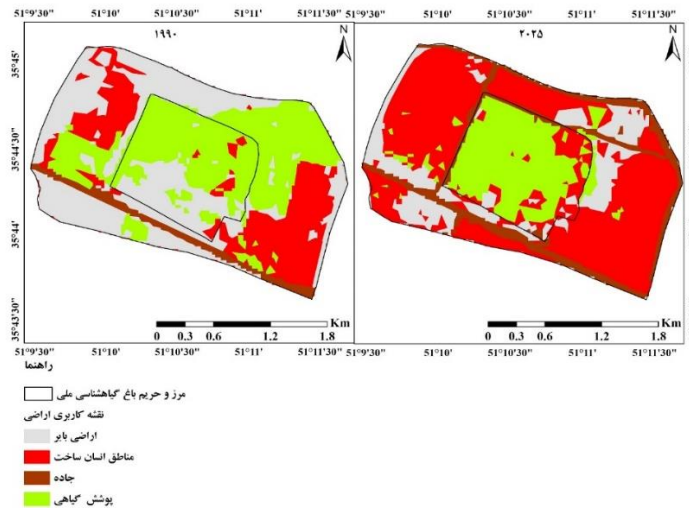 51°9'30" 51°10' 51°10'30" 51°11' 51°11'30" 51°9'30" 51°10' 51°10'30" 51°11' 51°11'30"
۱۹۹۰
N
۲۰۲۵
N
35°45'
35°44'30"
35°44'
35°43'30"
Km
0 0.3 0.6 1.2 1.8
Km
0 0.3 0.6 1.2 1.8
51°9'30" 51°10' 51°10'30" 51°11' 51°11'30" 51°9'30" 51°10' 51°10'30" 51°11' 51°11'30"
راهنما
مرز و حریم باغ گیاهشناسی ملی
نقشه کاربری اراضی
اراضی بایر
مناطق انسان ساخت
جاده
پوشش گیاهی